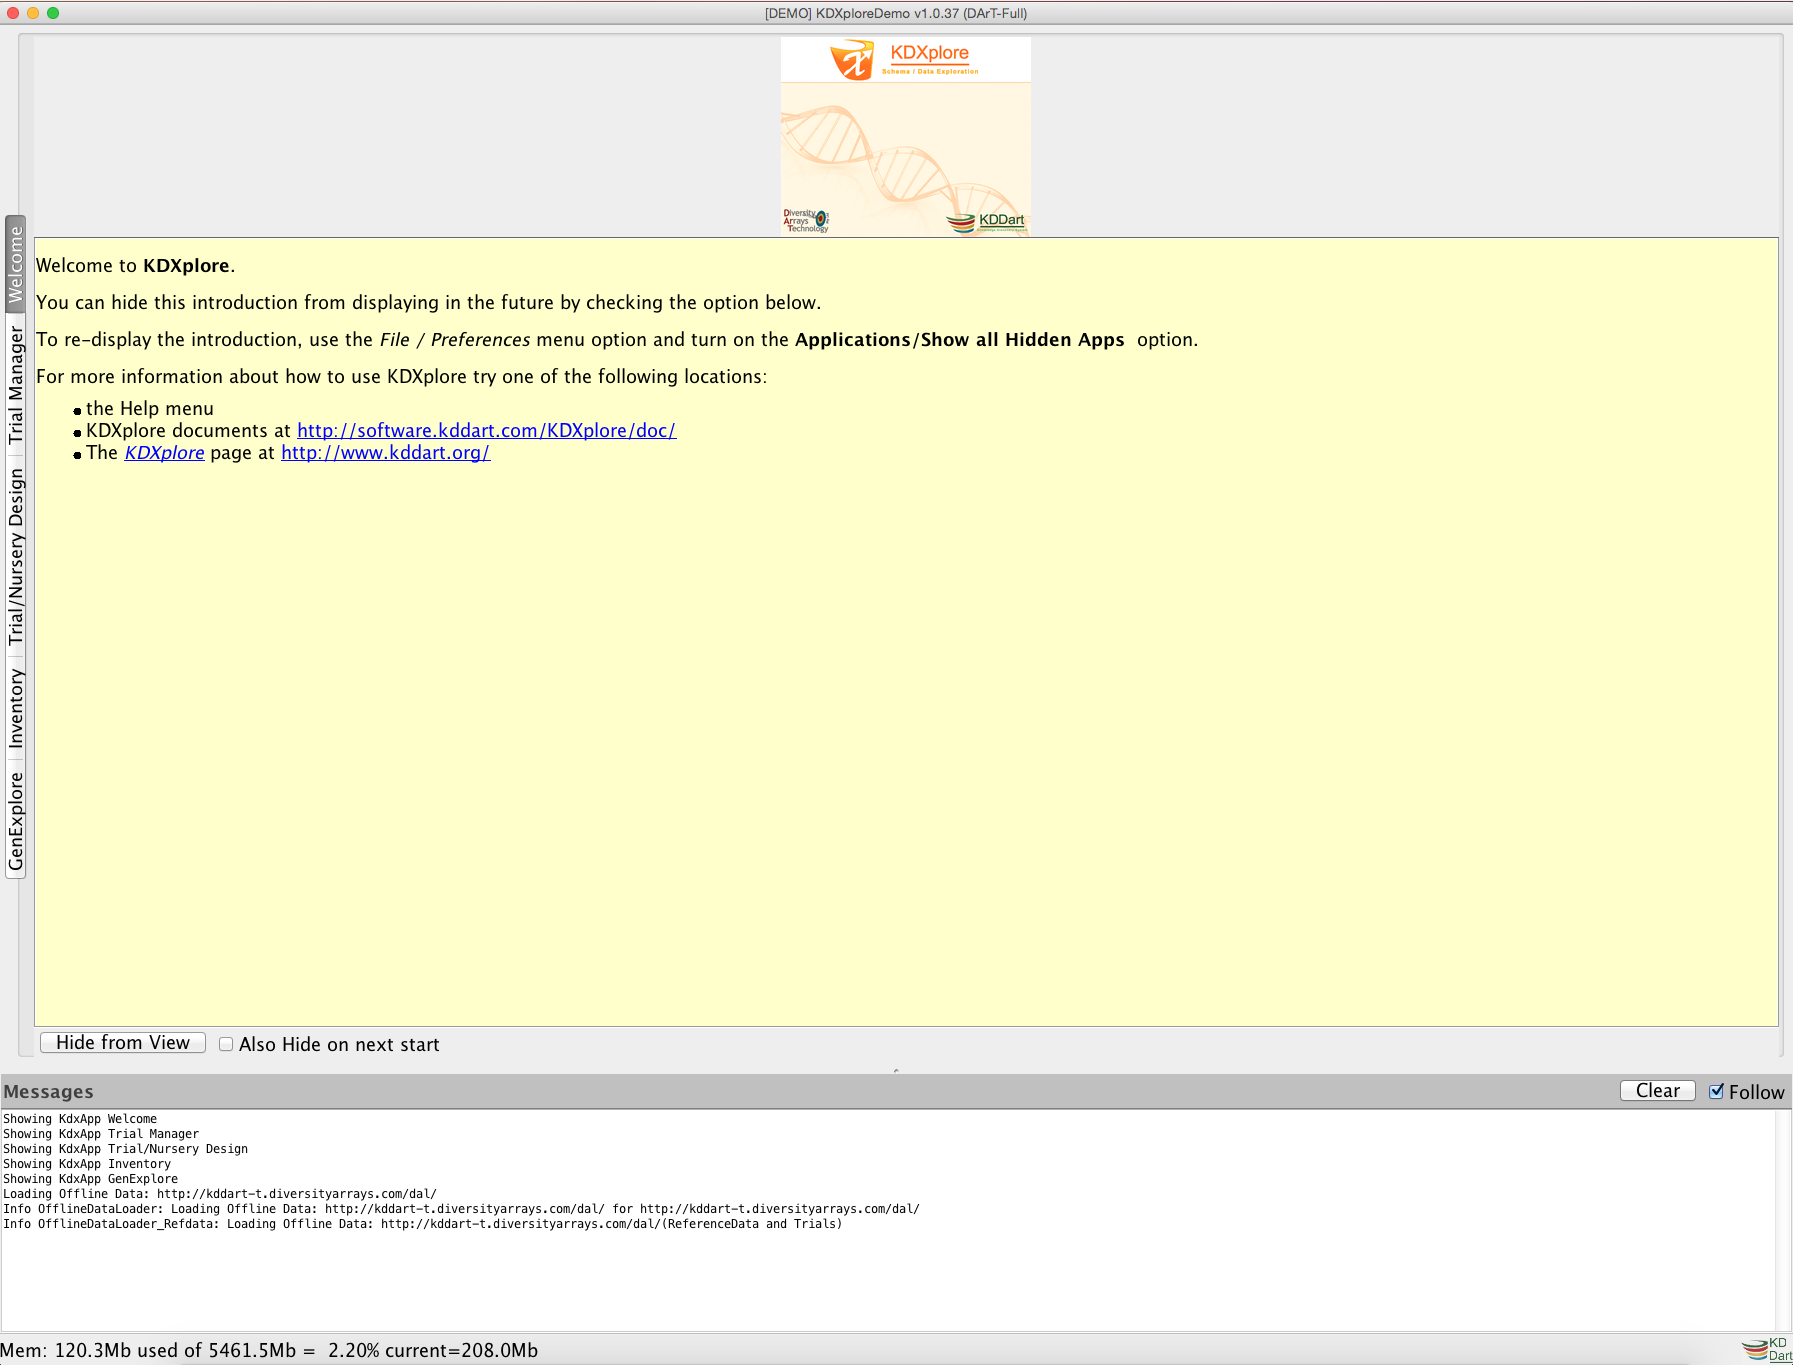 [DEMO] KDXploreDemo v1.0.37 (DArT-Full)
KDXplore
Schema / Data Exploration
Diversity
Arrays
Technology
KDDart
Welcome
Trial Manager
Trial/Nursery Design
Inventory
GenExplore
Welcome to KDXplore.
You can hide this introduction from displaying in the future by checking the option below.
To re-display the introduction, use the File / Preferences menu option and turn on the Applications/Show all Hidden Apps option.
For more information about how to use KDXplore try one of the following locations:
the Help menu
KDXplore documents at http://software.kddart.com/KDXplore/doc/
The KDXplore page at http://www.kddart.org/
Hide from View Also Hide on next start
Messages Clear Follow
Showing KdxApp Welcome
Showing KdxApp Trial Manager
Showing KdxApp Trial/Nursery Design
Showing KdxApp Inventory
Showing KdxApp GenExplore
Loading Offline Data: http://kddart-t.diversityarrays.com/dal/
Info OfflineDataLoader: Loading Offline Data: http://kddart-t.diversityarrays.com/dal/ for http://kddart-t.diversityarrays.com/dal/
Info OfflineDataLoader_Refdata: Loading Offline Data: http://kddart-t.diversityarrays.com/dal/(ReferenceData and Trials)
Mem: 120.3Mb used of 5461.5Mb = 2.20% current=208.0Mb
KD
Dart